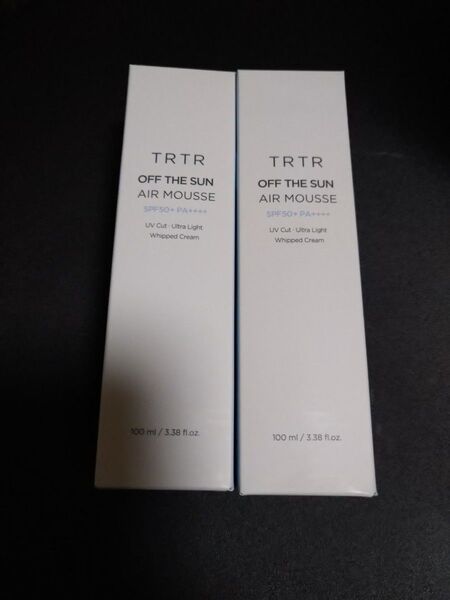 TRTR
OFF THE SUN
AIR MOUSSE
SPF50+ PA++++
UV Cut · Ultra Light
Whipped Cream
100 ml / 3.38 fl.oz.
TRTR
OFF THE SUN
AIR MOUSSE
SPF50+ PA++++
UV Cut · Ultra Light
Whipped Cream
100 ml / 3.38 fl.oz.